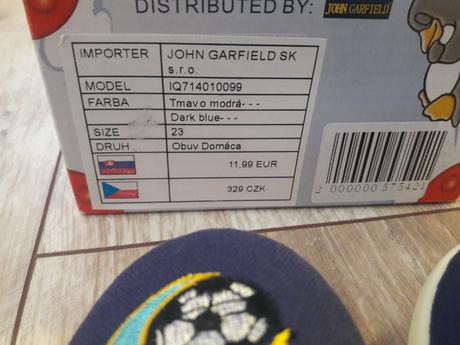 DISTRIBUTED BY: JOHN GARFIELD
IMPORTER JOHN GARFIELD SK
s.r.o.
MODEL IQ714010099
FARBA Tmavo modrá- - -
Dark blue- - -
SIZE 23
DRUH Obuv Domáca
11,99 EUR
329 CZK
2 000000 575421